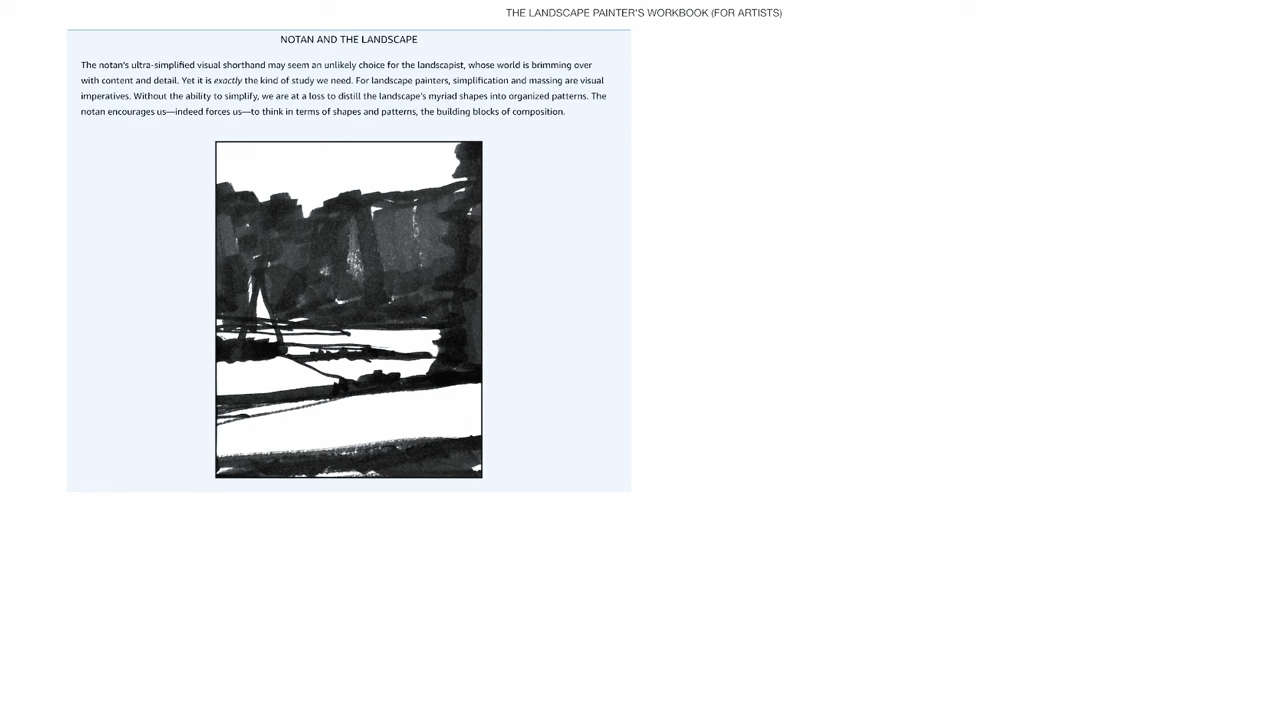 THE LANDSCAPE PAINTER'S WORKBOOK (FOR ARTISTS)
NOTAN AND THE LANDSCAPE
The notan's ultra-simplified visual shorthand may seem an unlikely choice for the landscapist, whose world is brimming over
with content and detail. Yet it is exactly the kind of study we need. For landscape painters, simplification and massing are visual
imperatives. Without the ability to simplify, we are at a loss to distill the landscape's myriad shapes into organized patterns. The
notan encourages us—indeed forces us—to think in terms of shapes and patterns, the building blocks of composition.